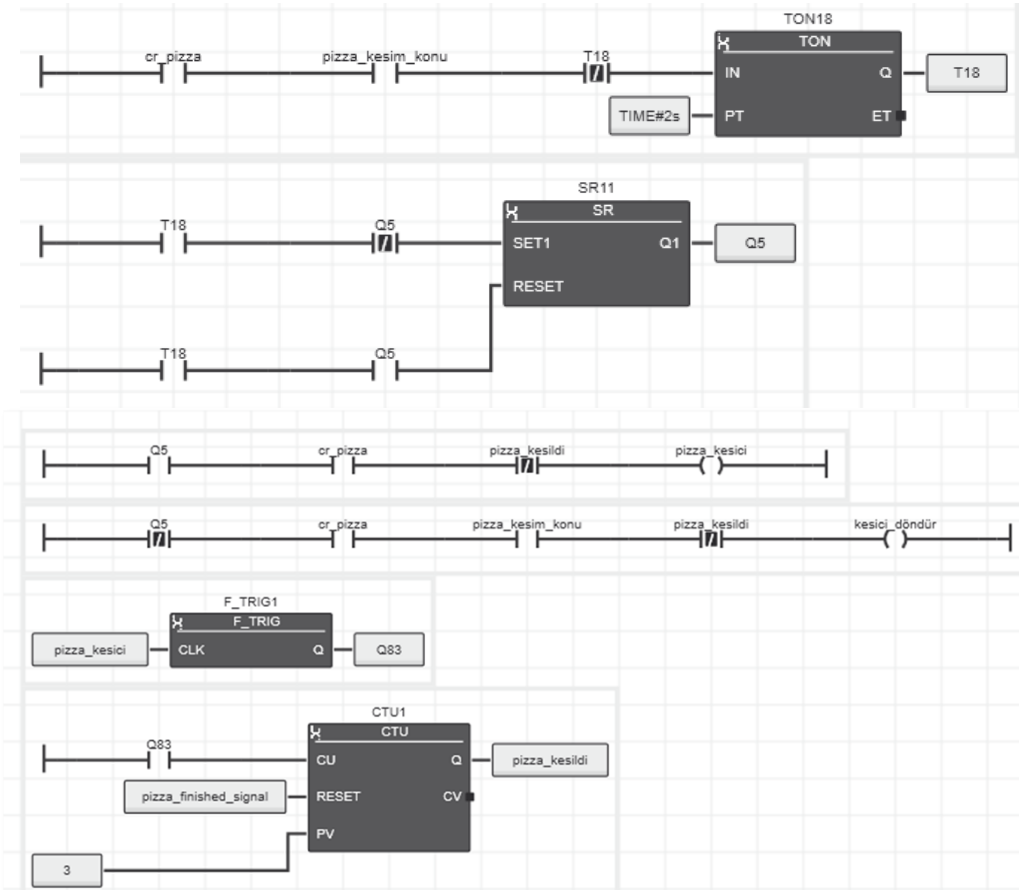 TON18
cr_pizza pizza_kesim_konu T18 TON
IN Q T18
TIME#2s PT ET
SR11
T18 Q5 SR
SET1 Q1 Q5
RESET
T18 Q5
Q5 cr_pizza pizza_kesildi pizza_kesici
Q5 cr_pizza pizza_kesim_konu pizza_kesildi kesici_döndür
F_TRIG1
F_TRIG
pizza_kesici CLK Q Q83
CTU1
Q83 CTU
CU Q pizza_kesildi
pizza_finished_signal RESET CV
PV
3